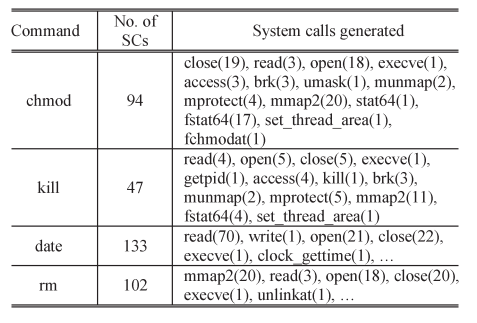 Command
No. of
SCs
System calls generated
chmod
94
close(19), read(3), open(18), execve(1),
access(3), brk(3), umask(1), munmap(2),
mprotect(4), mmap2(20), stat64(1),
fstat64(17), set_thread_area(1),
fchmodat(1)
kill
47
read(4), open(5), close(5), execve(1),
getpid(1), access(4), kill(1), brk(3),
munmap(2), mprotect(5), mmap2(11),
fstat64(4), set_thread_area(1)
date
133
read(70), write(1), open(21), close(22),
execve(1), clock_gettime(1), …
rm
102
mmap2(20), read(3), open(18), close(20),
execve(1), unlinkat(1), …